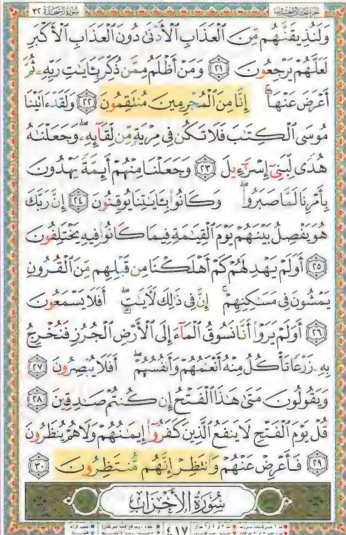 سُورَةُ السَّجْدَةِ ٣٢
وَلَنُذِيقَنَّهُم مِّنَ ٱلْعَذَابِ ٱلْأَدْنَىٰ دُونَ ٱلْعَذَابِ ٱلْأَكْبَرِ
لَعَلَّهُمْ يَرْجِعُونَ ٢١ وَمَنْ أَظْلَمُ مِمَّن ذُكِّرَ بِـَٔايَٰتِ رَبِّهِۦ ثُمَّ
أَعْرَضَ عَنْهَآ إِنَّا مِنَ ٱلْمُجْرِمِينَ مُنتَقِمُونَ ٢٢ وَلَقَدْ ءَاتَيْنَا
مُوسَى ٱلْكِتَٰبَ فَلَا تَكُن فِى مِرْيَةٍ مِّن لِّقَآئِهِۦ وَجَعَلْنَٰهُ
هُدًى لِّبَنِىٓ إِسْرَٰٓءِيلَ ٢٣ وَجَعَلْنَا مِنْهُمْ أَئِمَّةً يَهْدُونَ
بِأَمْرِنَا لَمَّا صَبَرُوا۟ وَكَانُوا۟ بِـَٔايَٰتِنَا يُوقِنُونَ ٢٤ إِنَّ رَبَّكَ
هُوَ يَفْصِلُ بَيْنَهُمْ يَوْمَ ٱلْقِيَٰمَةِ فِيمَا كَانُوا۟ فِيهِ يَخْتَلِفُونَ
٢٥ أَوَلَمْ يَهْدِ لَهُمْ كَمْ أَهْلَكْنَا مِن قَبْلِهِم مِّنَ ٱلْقُرُونِ
يَمْشُونَ فِى مَسَٰكِنِهِمْ إِنَّ فِى ذَٰلِكَ لَـَٔايَٰتٍ أَفَلَا يَسْمَعُونَ
٢٦ أَوَلَمْ يَرَوْا۟ أَنَّا نَسُوقُ ٱلْمَآءَ إِلَى ٱلْأَرْضِ ٱلْجُرُزِ فَنُخْرِجُ
بِهِۦ زَرْعًا تَأْكُلُ مِنْهُ أَنْعَٰمُهُمْ وَأَنفُسُهُمْ أَفَلَا يُبْصِرُونَ ٢٧
وَيَقُولُونَ مَتَىٰ هَٰذَا ٱلْفَتْحُ إِن كُنتُمْ صَٰدِقِينَ ٢٨
قُلْ يَوْمَ ٱلْفَتْحِ لَا يَنفَعُ ٱلَّذِينَ كَفَرُوٓا۟ إِيمَٰنُهُمْ وَلَا هُمْ يُنظَرُونَ
٢٩ فَأَعْرِضْ عَنْهُمْ وَٱنتَظِرْ إِنَّهُم مُّنتَظِرُونَ ٣٠
سُورَةُ الأَحْزَابِ
٤١٧